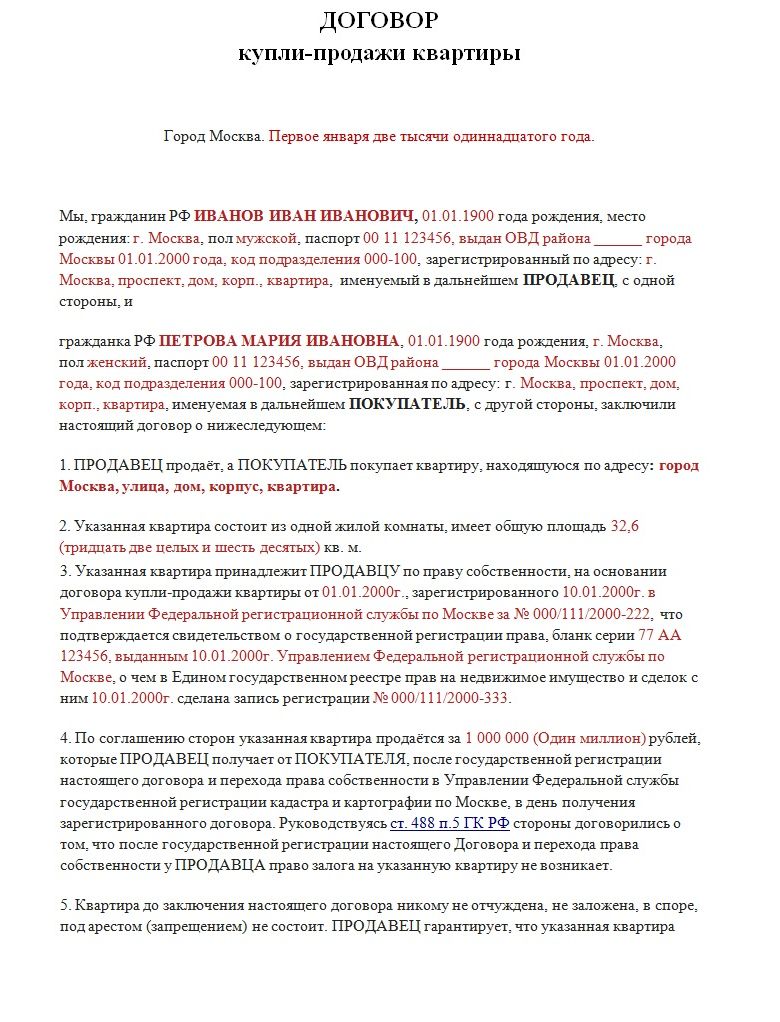 ДОГОВОР
купли-продажи квартиры
Город Москва. Первое января две тысячи одиннадцатого года.
Мы, гражданин РФ ИВАНОВ ИВАН ИВАНОВИЧ, 01.01.1900 года рождения, место
рождения: г. Москва, пол мужской, паспорт 00 11 123456, выдан ОВД района ______ города
Москвы 01.01.2000 года, код подразделения 000-100, зарегистрированный по адресу: г.
Москва, проспект, дом, корп., квартира, именуемый в дальнейшем ПРОДАВЕЦ, с одной
стороны, и
гражданка РФ ПЕТРОВА МАРИЯ ИВАНОВНА, 01.01.1900 года рождения, г. Москва,
пол женский, паспорт 00 11 123456, выдан ОВД района ______ города Москвы 01.01.2000
года, код подразделения 000-100, зарегистрированная по адресу: г. Москва, проспект, дом,
корп., квартира, именуемая в дальнейшем ПОКУПАТЕЛЬ, с другой стороны, заключили
настоящий договор о нижеследующем:
1. ПРОДАВЕЦ продаёт, а ПОКУПАТЕЛЬ покупает квартиру, находящуюся по адресу: город
Москва, улица, дом, корпус, квартира.
2. Указанная квартира состоит из одной жилой комнаты, имеет общую площадь 32,6
(тридцать две целых и шесть десятых) кв. м.
3. Указанная квартира принадлежит ПРОДАВЦУ по праву собственности, на основании
договора купли-продажи квартиры от 01.01.2000г., зарегистрированного 10.01.2000г. в
Управлении Федеральной регистрационной службы по Москве за № 000/111/2000-222, что
подтверждается свидетельством о государственной регистрации права, бланк серии 77 АА
123456, выданным 10.01.2000г. Управлением Федеральной регистрационной службы по
Москве, о чем в Едином государственном реестре прав на недвижимое имущество и сделок с
ним 10.01.2000г. сделана запись регистрации № 000/111/2000-333.
4. По соглашению сторон указанная квартира продаётся за 1 000 000 (Один миллион) рублей,
которые ПРОДАВЕЦ получает от ПОКУПАТЕЛЯ, после государственной регистрации
настоящего договора и перехода права собственности в Управлении Федеральной службы
государственной регистрации кадастра и картографии по Москве, в день получения
зарегистрированного договора. Руководствуясь ст. 488 п.5 ГК РФ стороны договорились о
том, что после государственной регистрации настоящего Договора и перехода права
собственности у ПРОДАВЦА право залога на указанную квартиру не возникает.
5. Квартира до заключения настоящего договора никому не отчуждена, не заложена, в споре,
под арестом (запрещением) не состоит. ПРОДАВЕЦ гарантирует, что указанная квартира